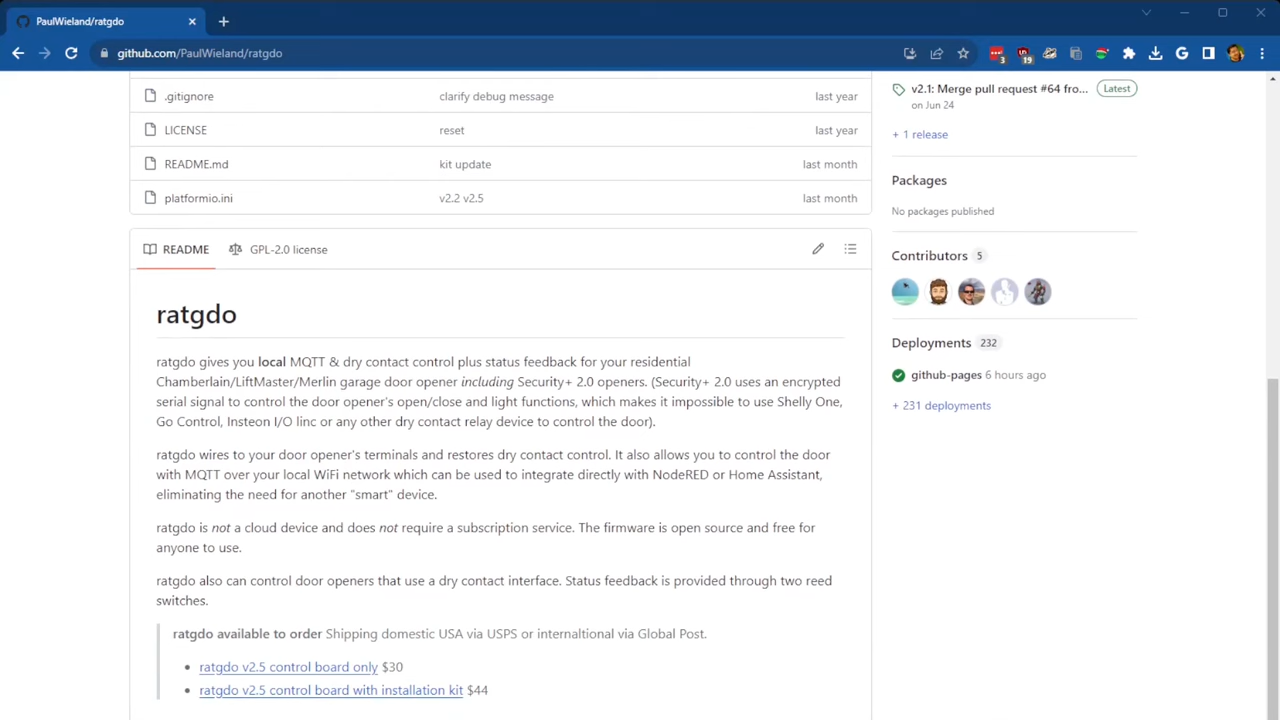 PaulWieland/ratgdo
github.com/PaulWieland/ratgdo
3
19
.gitignore clarify debug message last year
LICENSE reset last year
README.md kit update last month
platformio.ini v2.2 v2.5 last month
README GPL-2.0 license
ratgdo
ratgdo gives you local MQTT & dry contact control plus status feedback for your residential
Chamberlain/LiftMaster/Merlin garage door opener including Security+ 2.0 openers. (Security+ 2.0 uses an encrypted
serial signal to control the door opener's open/close and light functions, which makes it impossible to use Shelly One,
Go Control, Insteon I/O linc or any other dry contact relay device to control the door).
ratgdo wires to your door opener's terminals and restores dry contact control. It also allows you to control the door
with MQTT over your local WiFi network which can be used to integrate directly with NodeRED or Home Assistant,
eliminating the need for another "smart" device.
ratgdo is not a cloud device and does not require a subscription service. The firmware is open source and free for
anyone to use.
ratgdo also can control door openers that use a dry contact interface. Status feedback is provided through two reed
switches.
ratgdo available to order Shipping domestic USA via USPS or interaltional via Global Post.
ratgdo v2.5 control board only $30
ratgdo v2.5 control board with installation kit $44
v2.1: Merge pull request #64 fro... Latest
on Jun 24
+ 1 release
Packages
No packages published
Contributors 5
Deployments 232
github-pages 6 hours ago
+ 231 deployments